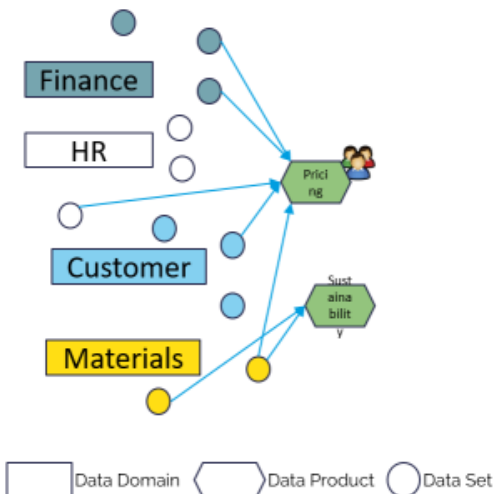 Finance
HR
Prici
ng
Customer
Sust
aina
bilit
y
Materials
Data Domain
Data Product
Data Set